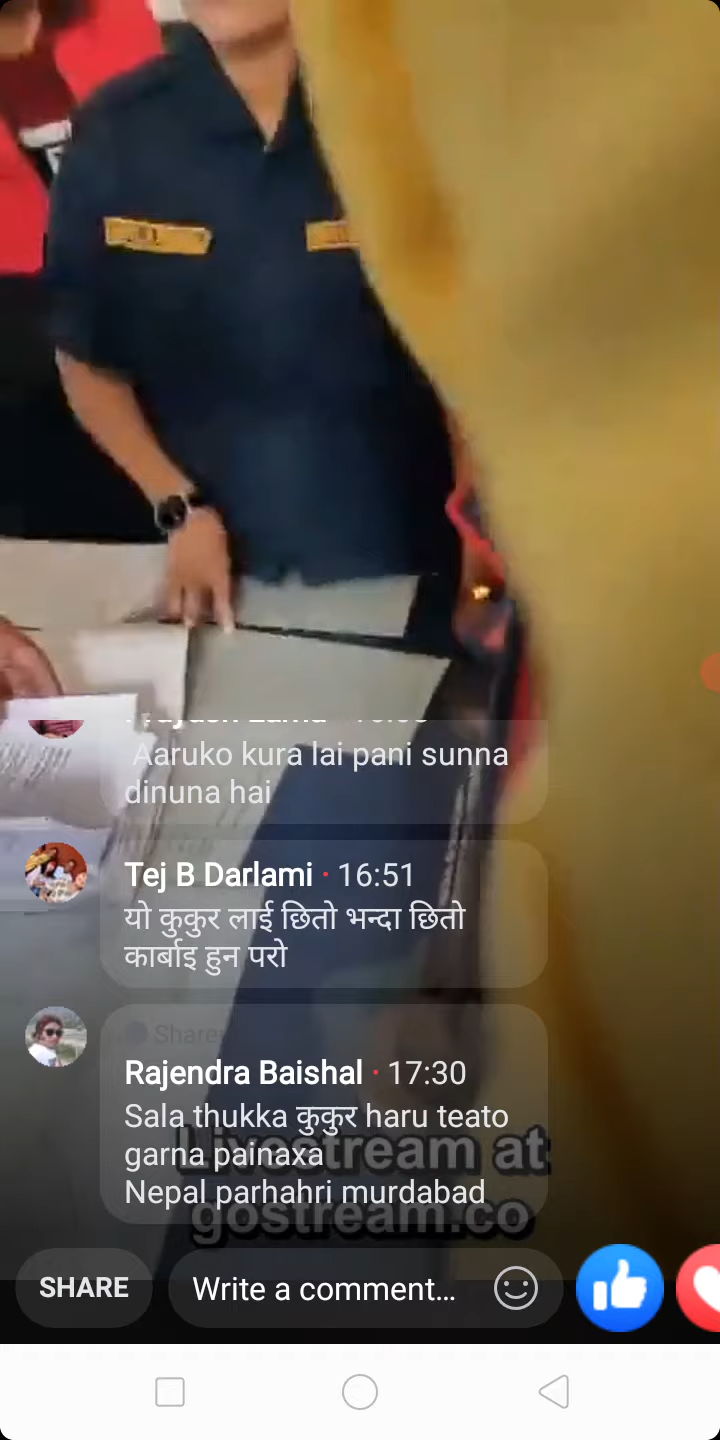 Aaruko kura lai pani sunna
dinuna hai
Tej B Darlami · 16:51
यो कुकुर लाई छितो भन्दा छितो
कार्बाइ हुन परो
Share
Rajendra Baishal · 17:30
Sala thukka कुकुर haru teato
garna painaxa
Nepal parhahri murdabad
Livestream at
gostream.co
SHARE
Write a comment...